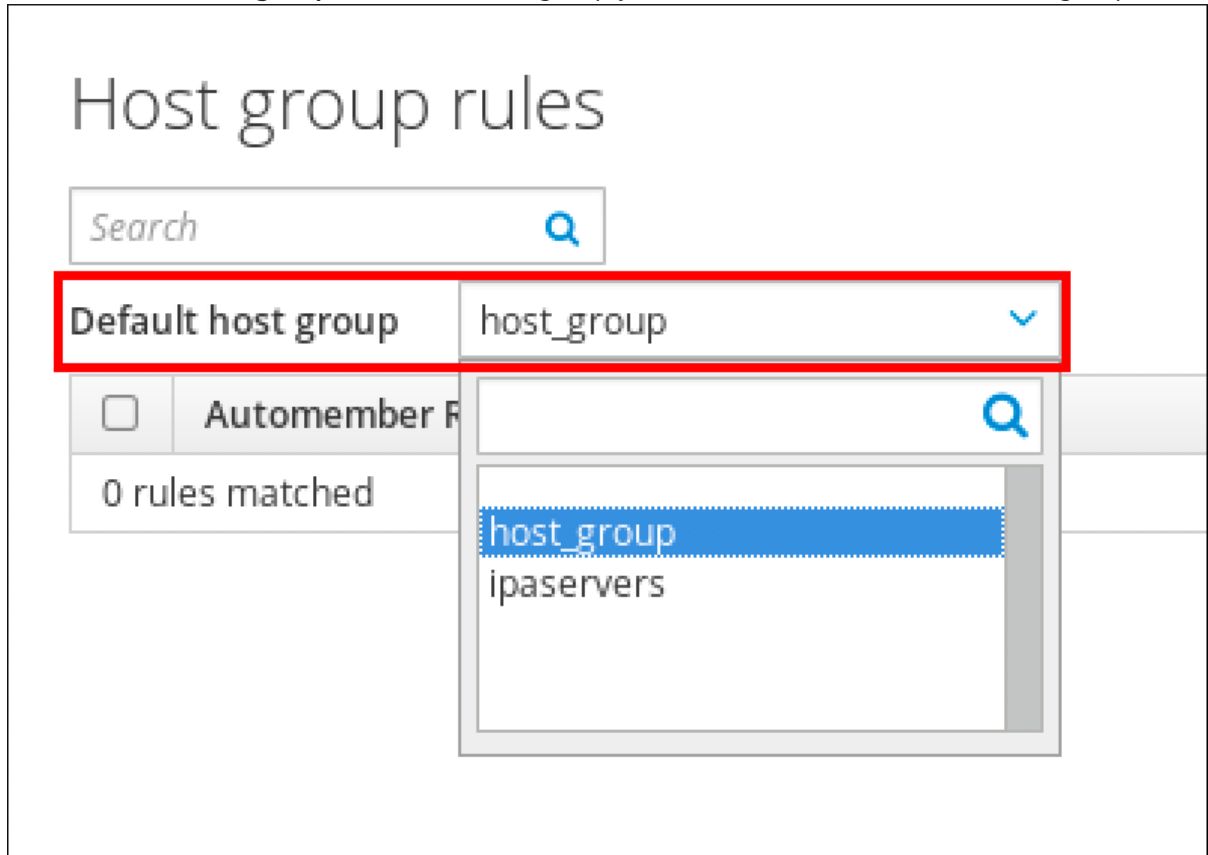 Host group rules
Search
Default host group host_group
Automember R
0 rules matched
host_group
ipaservers